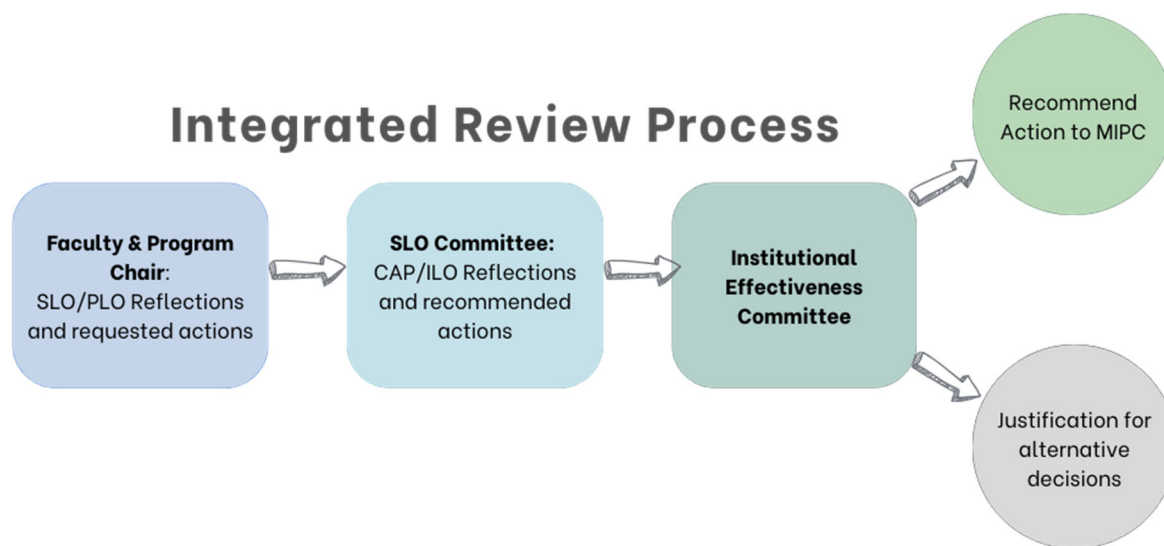 Integrated Review Process
Faculty & Program
Chair:
SLO/PLO Reflections
and requested actions
SLO Committee:
CAP/ILO Reflections
and recommended
actions
Institutional
Effectiveness
Committee
Recommend
Action to MIPC
Justification for
alternative
decisions